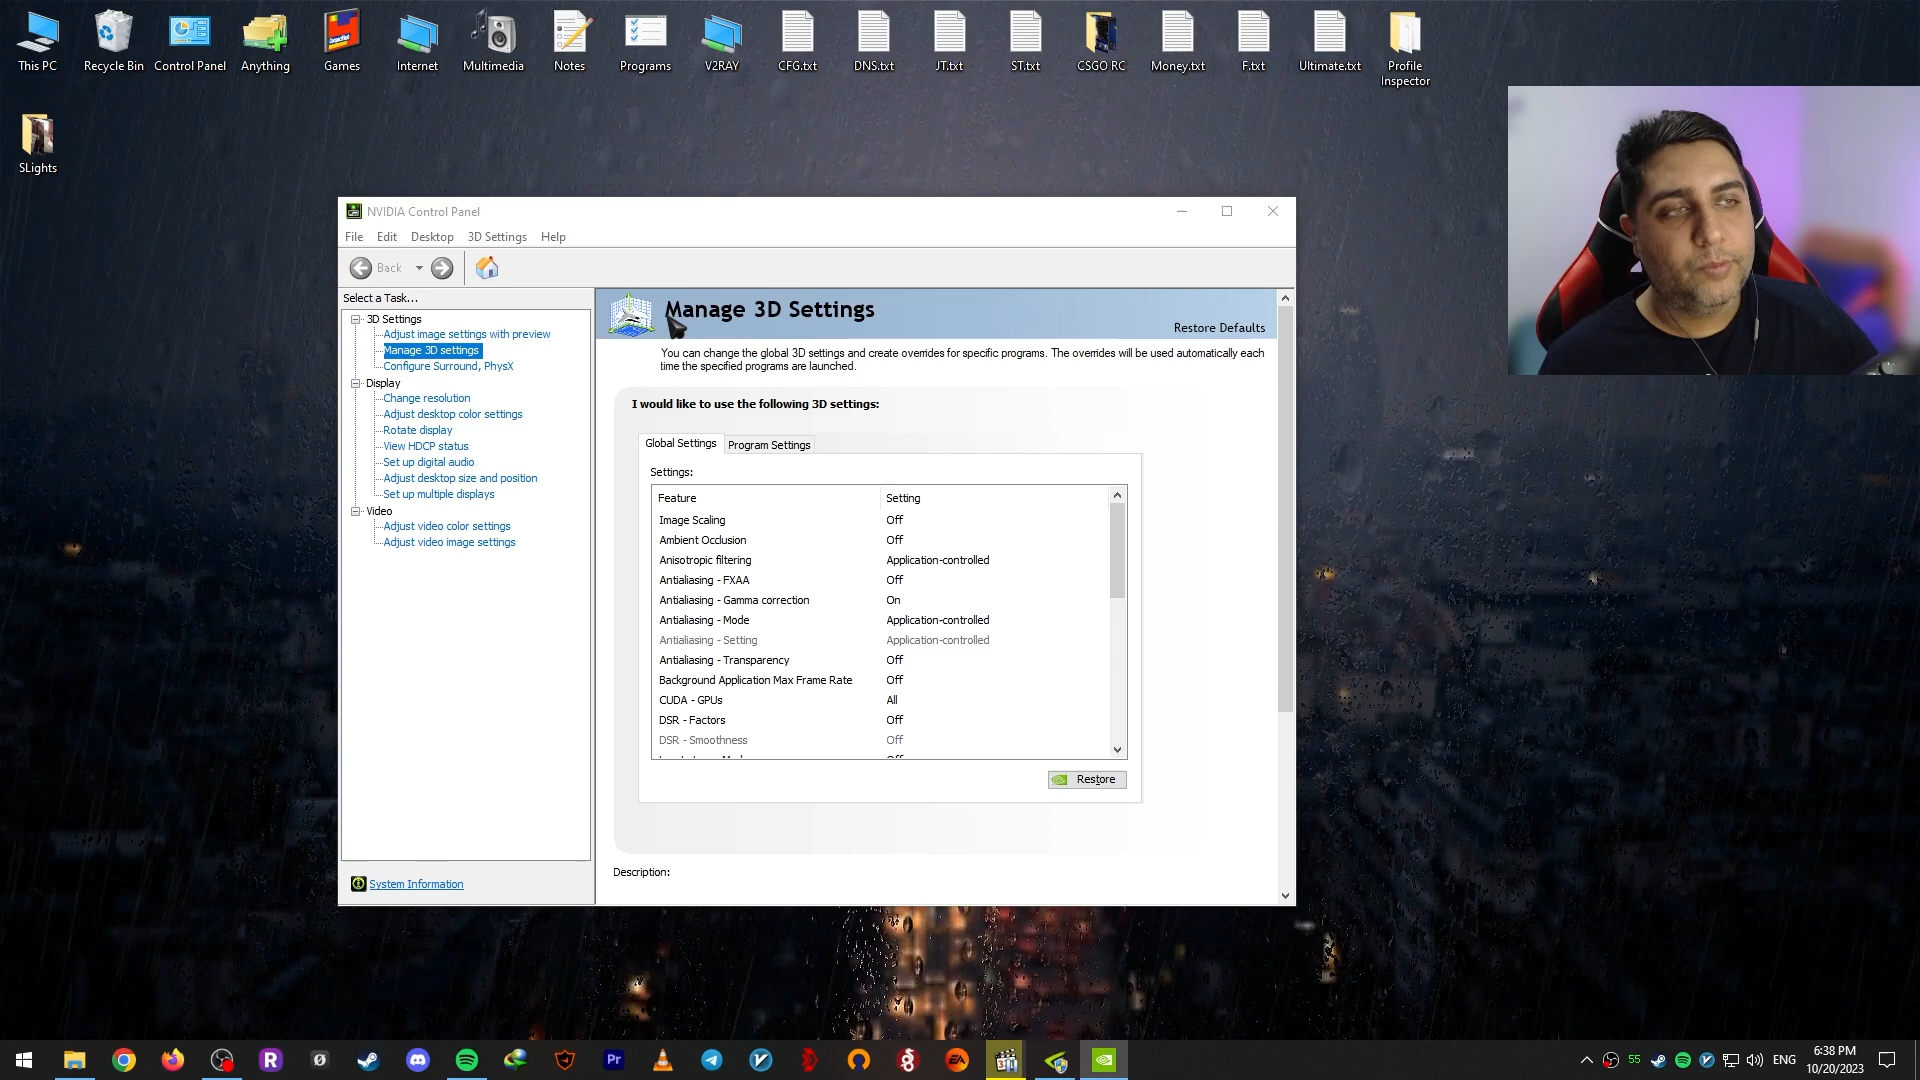 This PC
Recycle Bin
Control Panel
Anything
Games
Internet
Multimedia
Notes
Programs
V2RAY
CFG.txt
DNS.txt
JT.txt
ST.txt
CSGO RC
Money.txt
F.txt
Ultimate.txt
Profile
Inspector
SLights
NVIDIA Control Panel
File Edit Desktop 3D Settings Help
Back
Select a Task...
3D Settings
Adjust image settings with preview
Manage 3D settings
Configure Surround, PhysX
Display
Change resolution
Adjust desktop color settings
Rotate display
View HDCP status
Set up digital audio
Adjust desktop size and position
Set up multiple displays
Video
Adjust video color settings
Adjust video image settings
System Information
Manage 3D Settings
Restore Defaults
You can change the global 3D settings and create overrides for specific programs. The overrides will be used automatically each
time the specified programs are launched.
I would like to use the following 3D settings:
Global Settings
Program Settings
Settings:
Feature Setting
Image Scaling Off
Ambient Occlusion Off
Anisotropic filtering Application-controlled
Antialiasing - FXAA Off
Antialiasing - Gamma correction On
Antialiasing - Mode Application-controlled
Antialiasing - Setting Application-controlled
Antialiasing - Transparency Off
Background Application Max Frame Rate Off
CUDA - GPUs All
DSR - Factors Off
DSR - Smoothness Off
Restore
Description:
R
Pr
EA
55
ENG
6:38 PM
10/20/2023